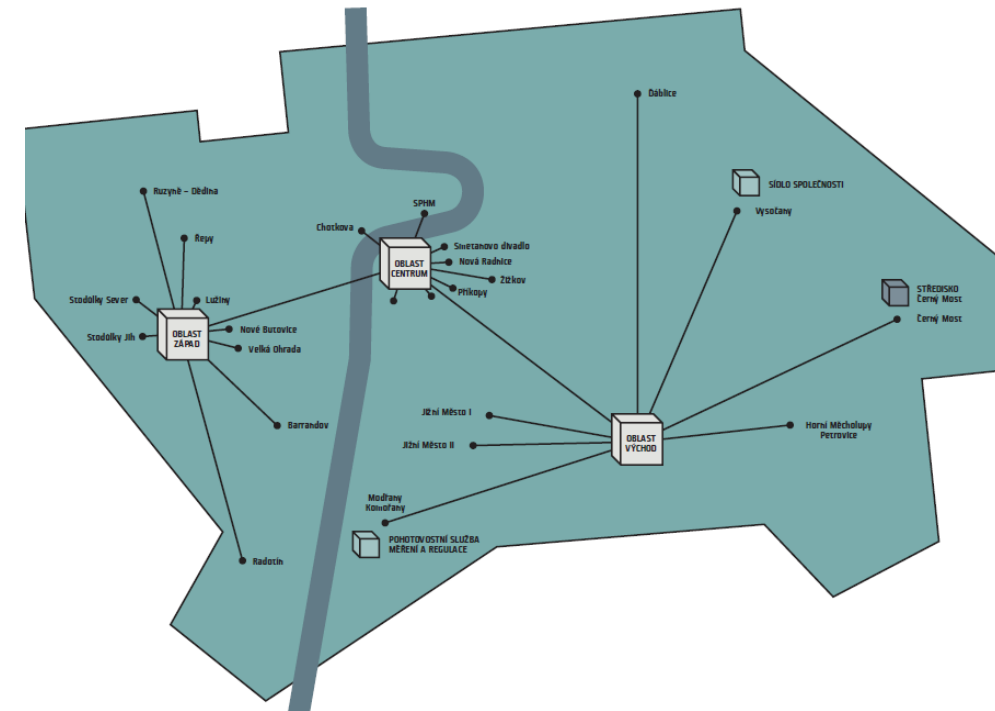 Ďáblice
SÍDLO SPOLEČNOSTI
Vysočany
Ruzyně – Dědina
Řepy
SPHM
Chotkova
Smetanovo divadlo
Nová Radnice
Žižkov
Příkopy
OBLAST
CENTRUM
STŘEDISKO
Černý Most
Černý Most
Stodůlky Sever
Lužiny
Nové Butovice
Stodůlky Jih
Velká Ohrada
OBLAST
ZÁPAD
Barrandov
Jižní Město I
Jižní Město II
OBLAST
VÝCHOD
Horní Měcholupy
Petrovice
Modřany
Komořany
POHOTOVOSTNÍ SLUŽBA
MĚŘENÍ A REGULACE
Radotín